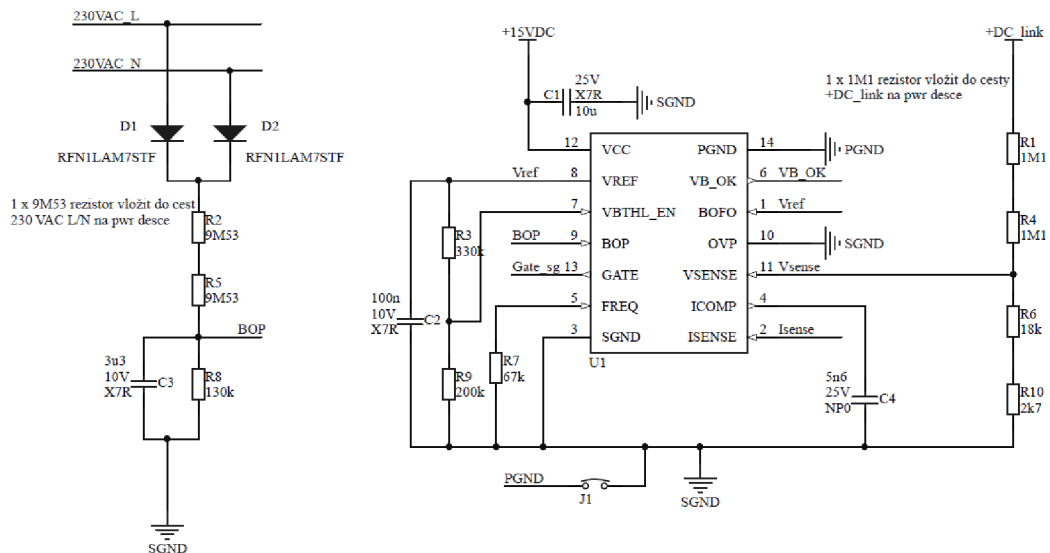 230VAC_L
230VAC_N
D1
D2
RFN1LAM7STF
RFN1LAM7STF
1 x 9M53 rezistor vložit do cest
230 VAC L/N na pwr desce
R2
9M53
R5
9M53
BOP
3u3
10V
X7R
C3
R8
130k
SGND
+15VDC
25V
X7R
10u
C1
SGND
+DC_link
1 x 1M1 rezistor vložit do cesty
+DC_link na pwr desce
R1
1M1
R4
1M1
12
VCC
PGND
14
PGND
Vref
8
VREF
VB_OK
6
VB_OK
7
VBTHL_EN
BOFO
1
Vref
BOP
9
BOP
OVP
10
SGND
Gate_sg
13
GATE
VSENSE
11
Vsense
5
FREQ
ICOMP
4
3
SGND
ISENSE
2
Isense
U1
R3
330k
100n
10V
X7R
C2
R9
200k
R7
67k
5n6
25V
NP0
C4
R6
18k
R10
2k7
PGND
J1
SGND